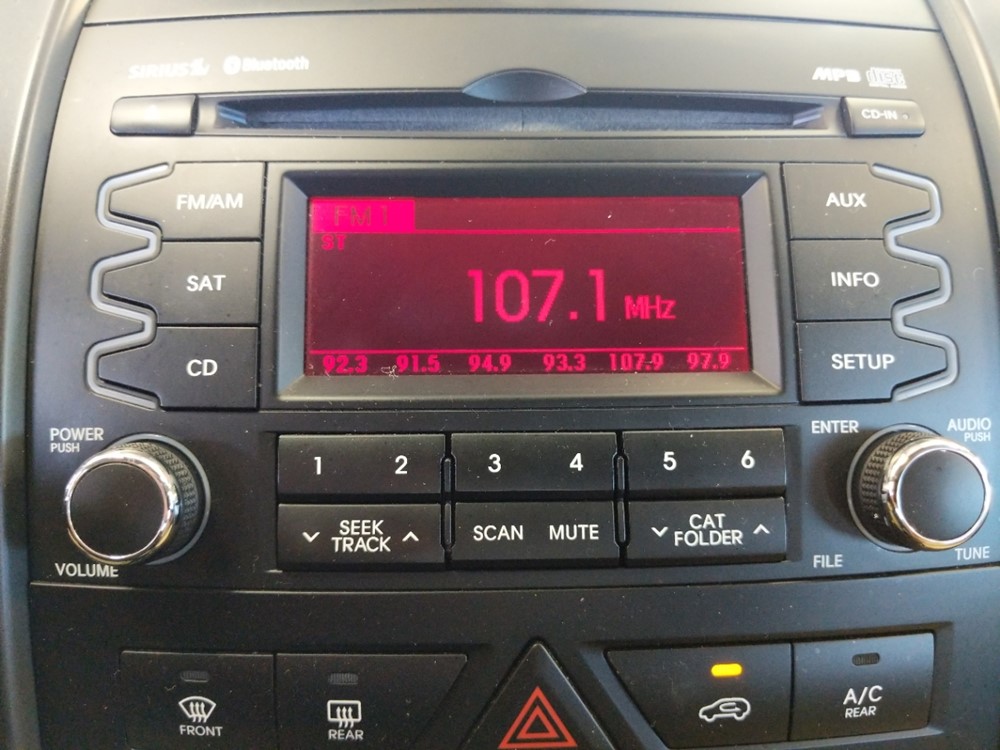 SIRIUS
Bluetooth
MP3 disc
CD-IN
FM/AM
AUX
FM1
ST
SAT
107.1 MHz
INFO
CD
92.3 91.5 94.9 93.3 107.9 97.9
SETUP
POWER
PUSH
ENTER
AUDIO
PUSH
1 2 3 4 5 6
SEEK
TRACK
SCAN
MUTE
CAT
FOLDER
VOLUME
FILE
TUNE
FRONT
REAR
A/C
REAR